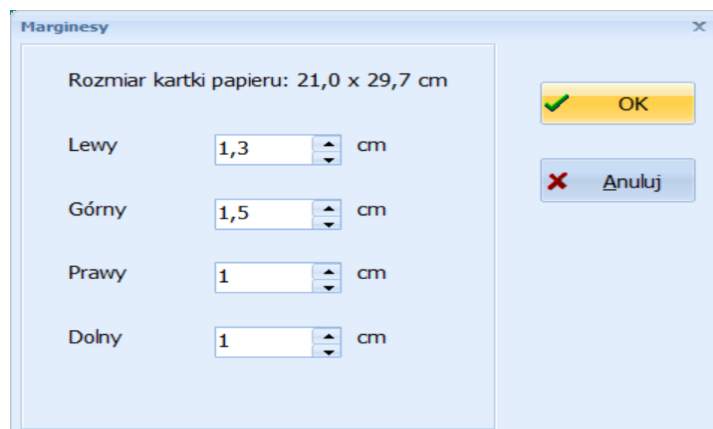 Marginesy
Rozmiar kartki papieru: 21,0 x 29,7 cm
OK
Lewy 1,3 cm
Anuluj
Górny 1,5 cm
Prawy 1 cm
Dolny 1 cm